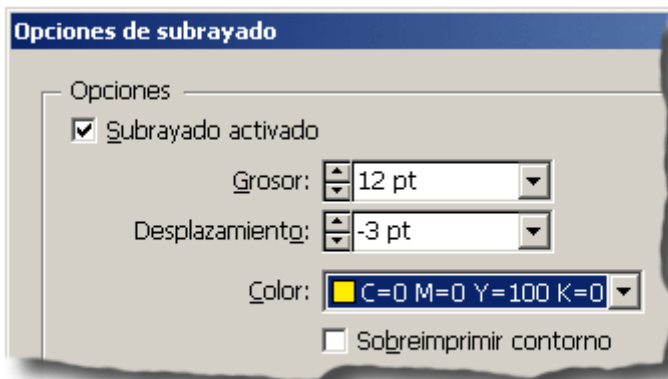 Opciones de subrayado
Opciones
Subrayado activado
Grosor: 12 pt
Desplazamiento: -3 pt
Color: C=0 M=0 Y=100 K=0
Sobreimprimir contorno